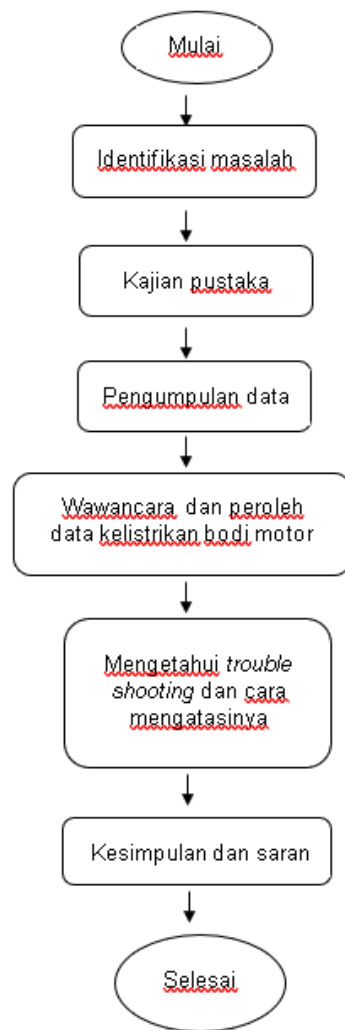 Mulai
Identifikasi masalah
Kajian pustaka
Pengumpulan data
Wawancara dan peroleh
data kelistrikan bodi motor
Mengetahui trouble
shooting dan cara
mengatasinya
Kesimpulan dan saran
Selesai